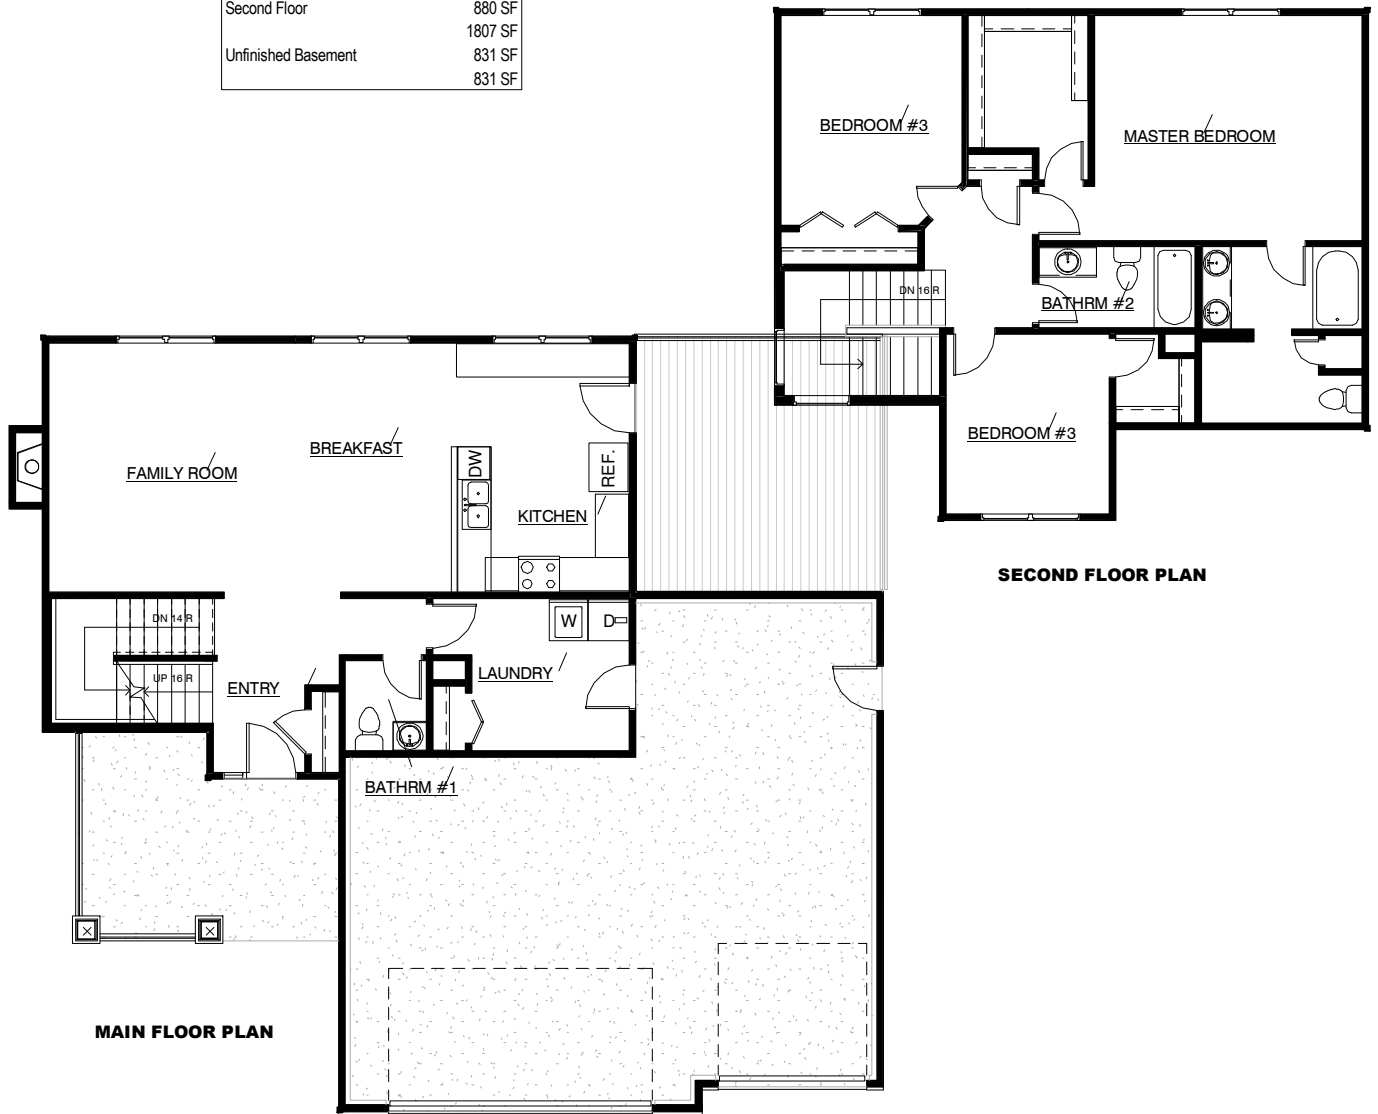 Second Floor 880 SF
1807 SF
Unfinished Basement 831 SF
831 SF
BEDROOM #3
MASTER BEDROOM
DN 16 R
BATHRM #2
BEDROOM #3
SECOND FLOOR PLAN
FAMILY ROOM
BREAKFAST
DW
REF.
KITCHEN
DN 14 R
W
D
UP 16 R
ENTRY
LAUNDRY
BATHRM #1
MAIN FLOOR PLAN